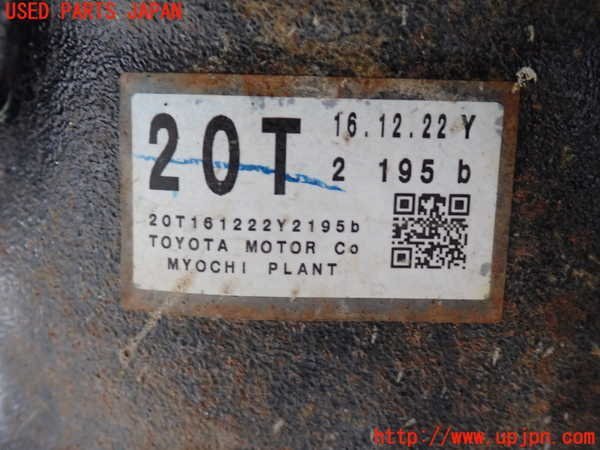 USED PARTS JAPAN
20T 16.12.22 Y
2 195 b
20T161222Y2195b
TOYOTA MOTOR Co
MYOCHI PLANT
http://www.upjpn.com/